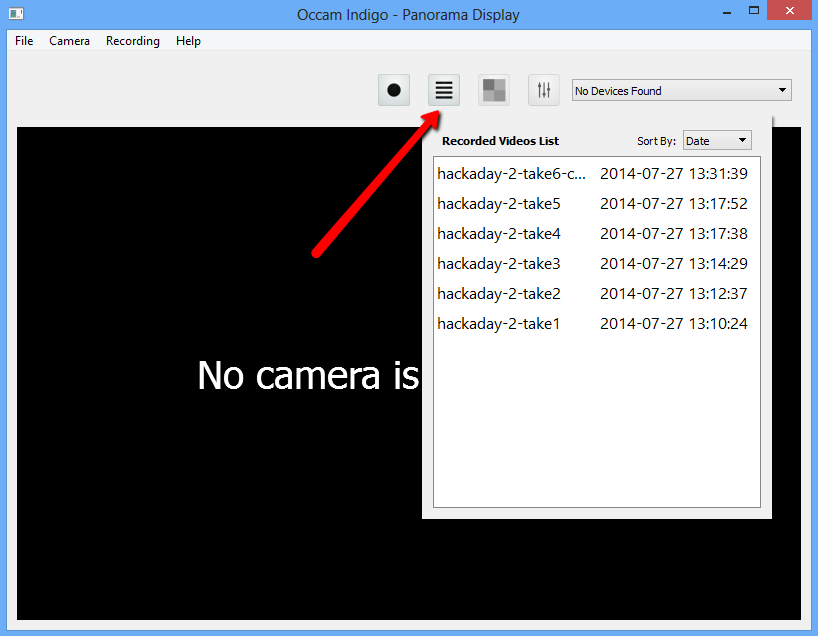 Occam Indigo - Panorama Display
File Camera Recording Help
No Devices Found
Recorded Videos List Sort By: Date
hackaday-2-take6-c... 2014-07-27 13:31:39
hackaday-2-take5 2014-07-27 13:17:52
hackaday-2-take4 2014-07-27 13:17:38
hackaday-2-take3 2014-07-27 13:14:29
hackaday-2-take2 2014-07-27 13:12:37
hackaday-2-take1 2014-07-27 13:10:24
No camera is